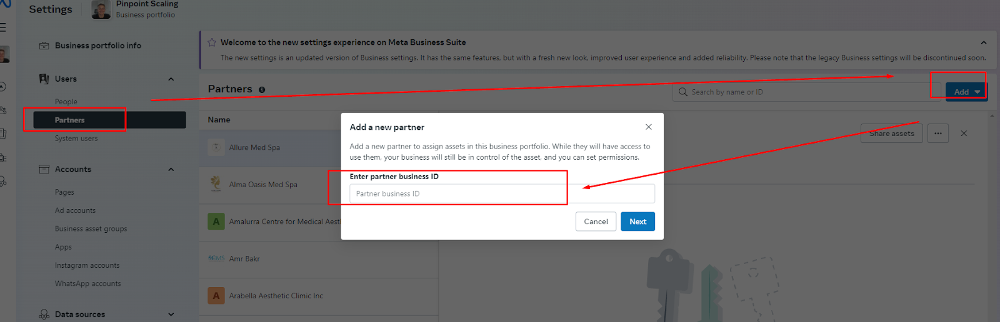 Settings
Pinpoint Scaling
Business portfolio
Business portfolio info
Users
People
Partners
System users
Accounts
Pages
Ad accounts
Business asset groups
Apps
Instagram accounts
WhatsApp accounts
Data sources
Welcome to the new settings experience on Meta Business Suite
The new settings is an updated version of Business settings. It has the same features, but with a fresh new look, improved user experience and added reliability. Please note that the legacy Business settings will be discontinued soon.
Partners
Search by name or ID
Add
Name
Allure Med Spa
Alma Oasis Med Spa
A
Amalurra Centre for Medical Aest
SCMS
Amr Bakr
A
Arabella Aesthetic Clinic Inc
Share assets
Add a new partner
Add a new partner to assign assets in this business portfolio. While they will have access to
use them, your business will still be in control of the asset, and you can set permissions.
Enter partner business ID
Partner business ID
Cancel
Next